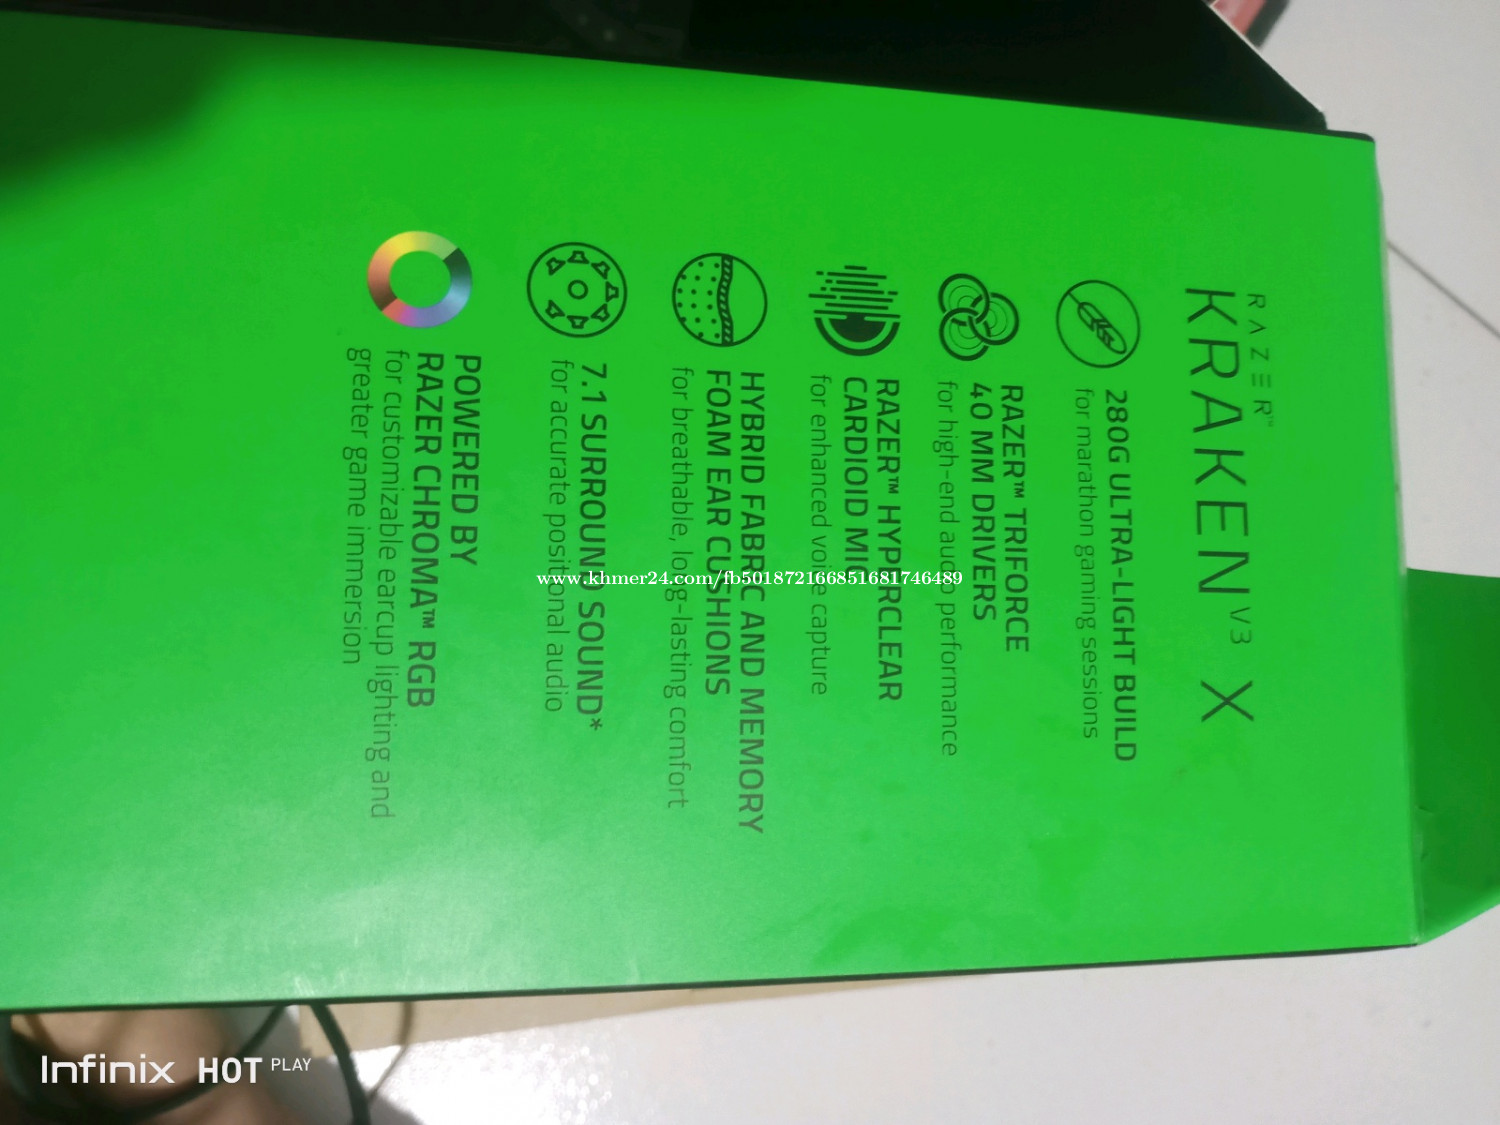 RAZER™
KRAKEN V3 X
280G ULTRA-LIGHT BUILD
for marathon gaming sessions
RAZER™ TRIFORCE
40 MM DRIVERS
for high-end audio performance
RAZER™ HYPERCLEAR
CARDIOID MIC
for enhanced voice capture
HYBRID FABRIC AND MEMORY
FOAM EAR CUSHIONS
for breathable, long-lasting comfort
7.1 SURROUND SOUND*
for accurate positional audio
POWERED BY
RAZER CHROMA™ RGB
for customizable earcup lighting and
greater game immersion
www.khmer24.com/fb501872166851681746489
Infinix HOT PLAY